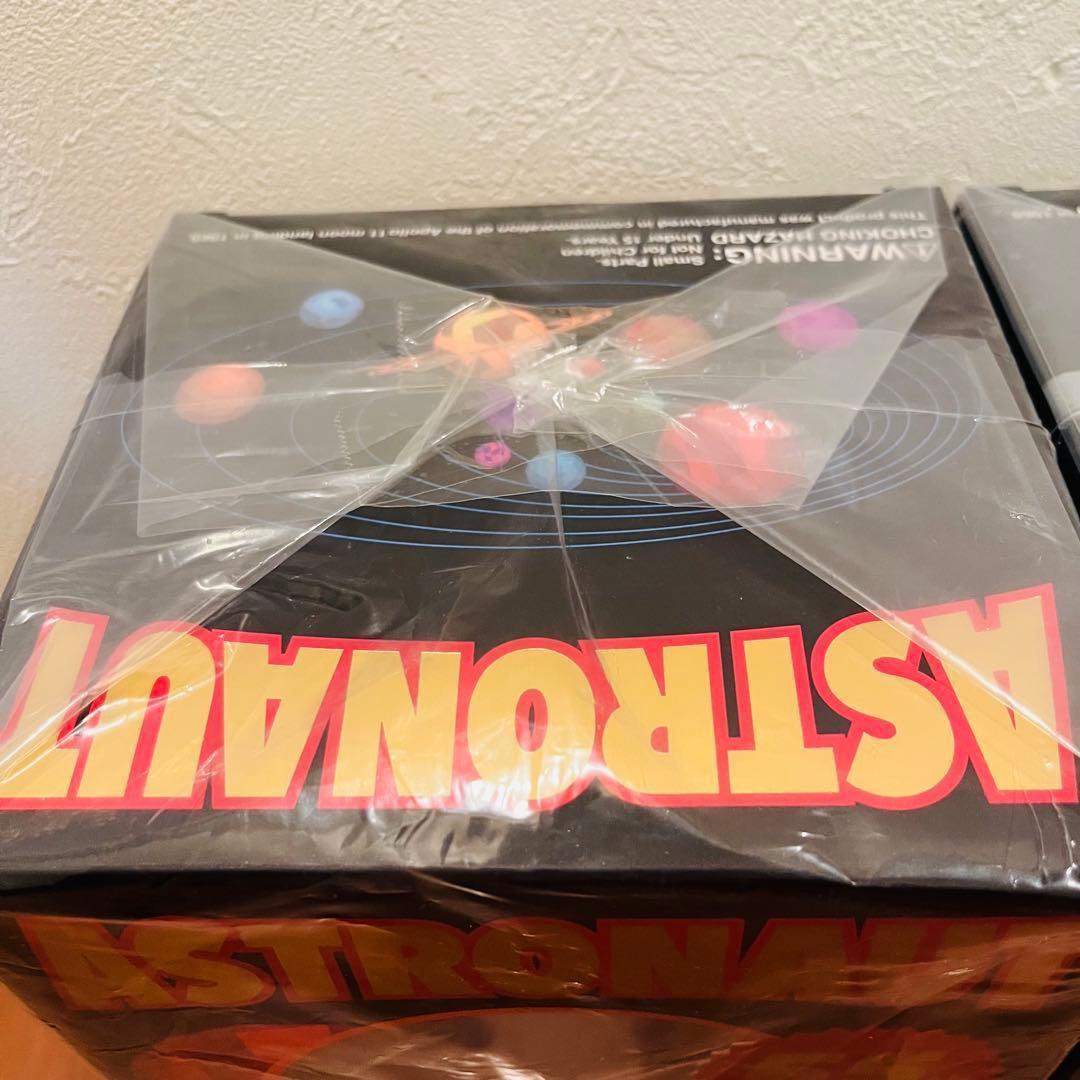 ASTRONAUT
⚠WARNING:
CHOKING HAZARD
Small Parts.
Not for Children
Under 15 Years.
This product was manufactured in commemoration of the Apollo 11 moon landing in 1969.
ASTRONAUT